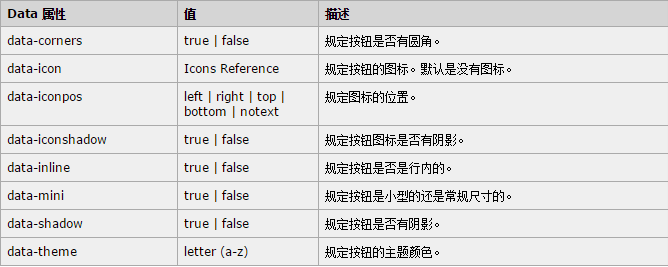 Data 属性 值 描述
data-corners true | false 规定按钮是否有圆角。
data-icon Icons Reference 规定按钮的图标。默认是没有图标。
data-iconpos left | right | top | 规定图标的位置。
bottom | notext
data-iconshadow true | false 规定按钮图标是否有阴影。
data-inline true | false 规定按钮是否是行内的。
data-mini true | false 规定按钮是小型的还是常规尺寸的。
data-shadow true | false 规定按钮是否有阴影。
data-theme letter (a-z) 规定按钮的主题颜色。